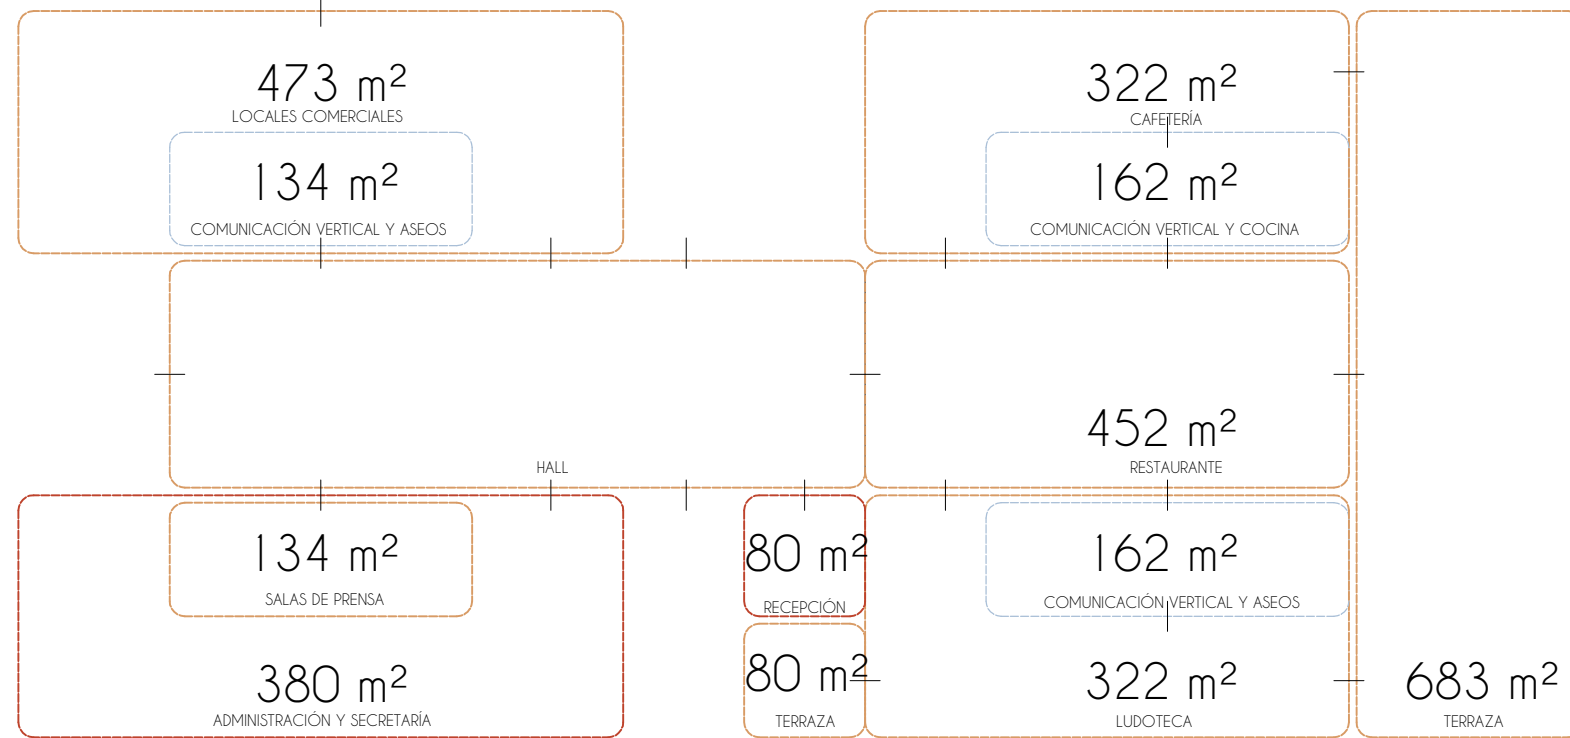 473 m²
LOCALES COMERCIALES
134 m²
COMUNICACIÓN VERTICAL Y ASEOS
322 m²
CAFETERÍA
162 m²
COMUNICACIÓN VERTICAL Y COCINA
HALL
452 m²
RESTAURANTE
134 m²
SALAS DE PRENSA
380 m²
ADMINISTRACIÓN Y SECRETARÍA
80 m²
RECEPCIÓN
80 m²
TERRAZA
162 m²
COMUNICACIÓN VERTICAL Y ASEOS
322 m²
LUDOTECA
683 m²
TERRAZA